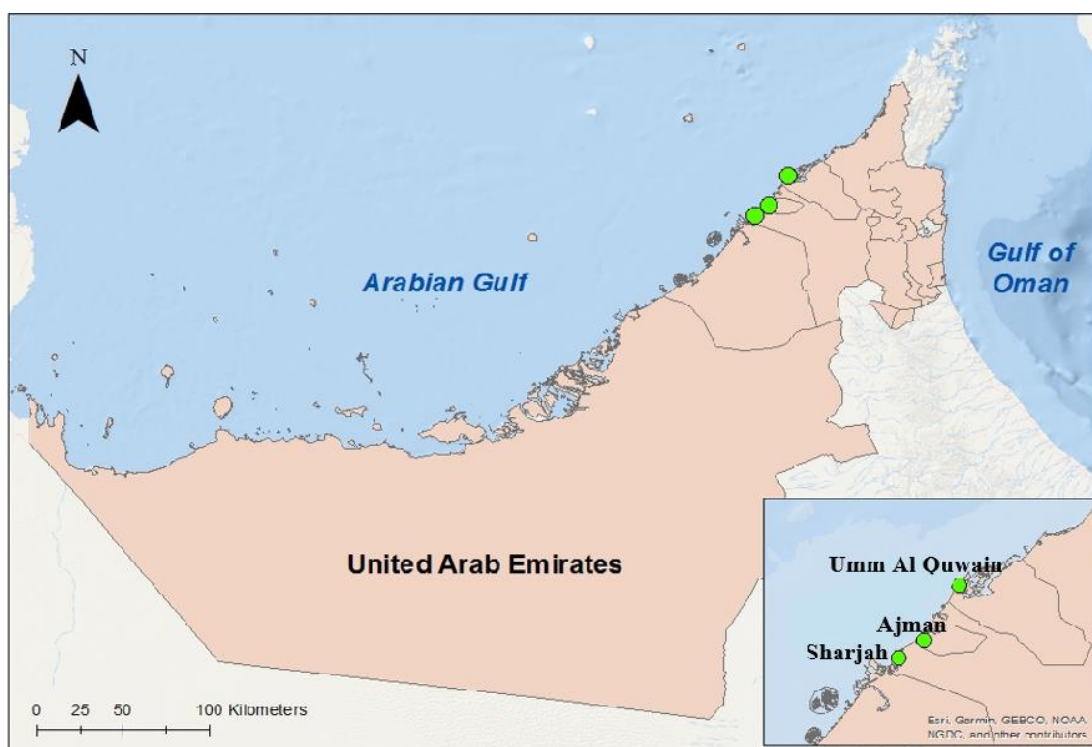 N
Arabian Gulf
Gulf of
Oman
United Arab Emirates
Umm Al Quwain
Ajman
Sharjah
0 25 50 100 Kilometers
Esri, Garmin, GEBCO, NOAA
NGDC, and other contributors